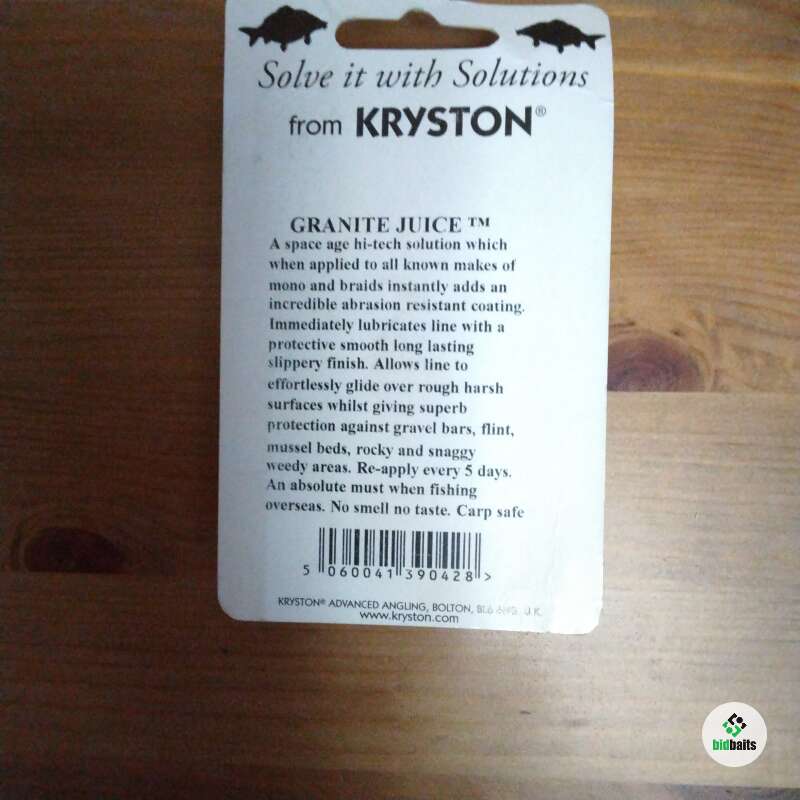 Solve it with Solutions
from KRYSTON®
GRANITE JUICE ™
A space age hi-tech solution which
when applied to all known makes of
mono and braids instantly adds an
incredible abrasion resistant coating.
Immediately lubricates line with a
protective smooth long lasting
slippery finish. Allows line to
effortlessly glide over rough harsh
surfaces whilst giving superb
protection against gravel bars, flint,
mussel beds, rocky and snaggy
weedy areas. Re-apply every 5 days.
An absolute must when fishing
overseas. No smell no taste. Carp safe
5 060041 390428 >
KRYSTON® ADVANCED ANGLING, BOLTON, U.K.
www.kryston.com
bidbaits